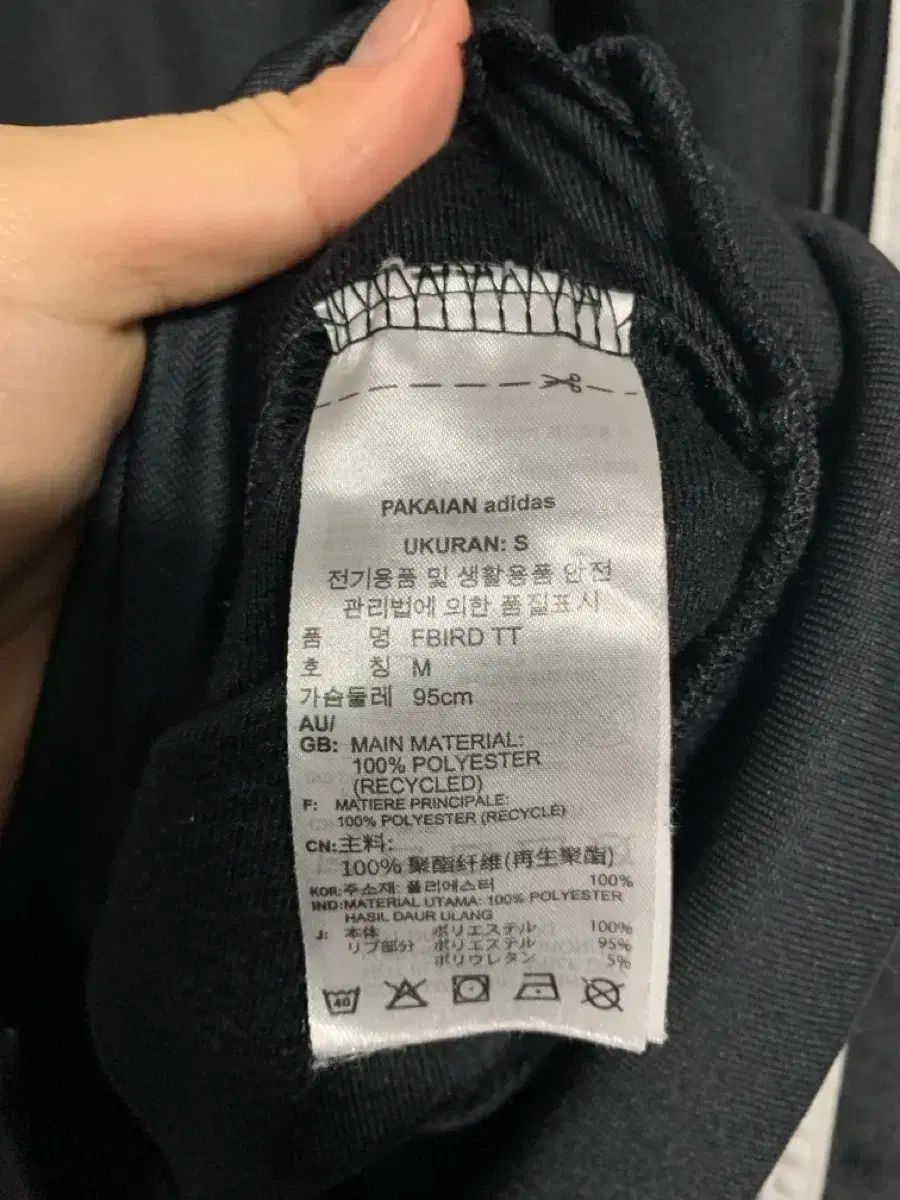 PAKAIAN adidas
UKURAN: S
전기용품 및 생활용품 안전
관리법에 의한 품질표시
품 명 FBIRD TT
호 칭 M
가슴둘레 95cm
AU/
GB: MAIN MATERIAL:
100% POLYESTER
(RECYCLED)
F: MATIERE PRINCIPALE:
100% POLYESTER (RECYCLÉ)
CN:主料:
100% 聚酯纤维(再生聚酯)
KOR:주소재: 폴리에스터 100%
IND:MATERIAL UTAMA: 100% POLYESTER
HASIL DAUR ULANG
J: 本体 ポリエステル 100%
リブ部分 ポリエステル 95%
ポリウレタン 5%
40